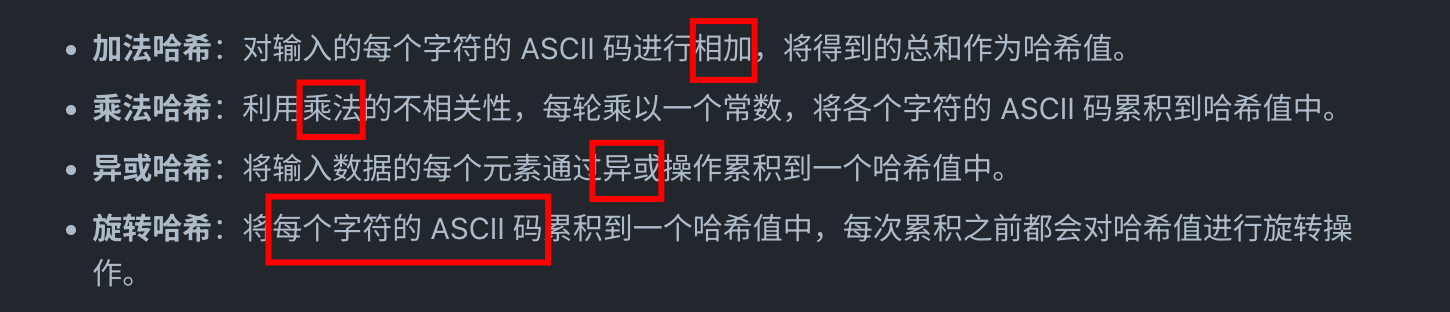 • 加法哈希：对输入的每个字符的 ASCII 码进行相加，将得到的总和作为哈希值。
• 乘法哈希：利用乘法的不相关性，每轮乘以一个常数，将各个字符的 ASCII 码累积到哈希值中。
• 异或哈希：将输入数据的每个元素通过异或操作累积到一个哈希值中。
• 旋转哈希：将每个字符的 ASCII 码累积到一个哈希值中，每次累积之前都会对哈希值进行旋转操
作。